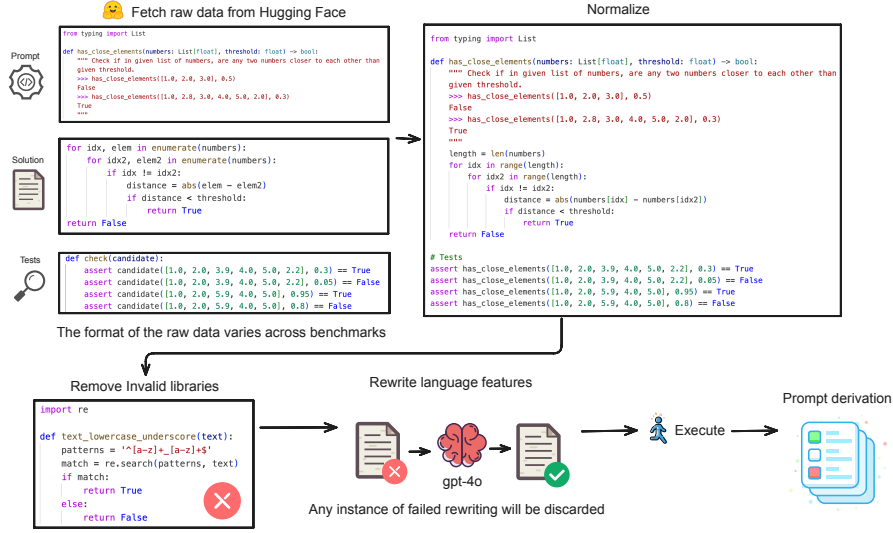 Fetch raw data from Hugging Face
Prompt
from typing import List
def has_close_elements(numbers: List[float], threshold: float) -> bool:
    """ Check if in given list of numbers, are any two numbers closer to each other than
    given threshold.
    >>> has_close_elements([1.0, 2.0, 3.0], 0.5)
    False
    >>> has_close_elements([1.0, 2.8, 3.0, 4.0, 5.0, 2.0], 0.3)
    True
    """
Solution
for idx, elem in enumerate(numbers):
    for idx2, elem2 in enumerate(numbers):
        if idx != idx2:
            distance = abs(elem - elem2)
            if distance < threshold:
                return True
return False
Tests
def check(candidate):
    assert candidate([1.0, 2.0, 3.9, 4.0, 5.0, 2.2], 0.3) == True
    assert candidate([1.0, 2.0, 3.9, 4.0, 5.0, 2.2], 0.05) == False
    assert candidate([1.0, 2.0, 5.9, 4.0, 5.0], 0.95) == True
    assert candidate([1.0, 2.0, 5.9, 4.0, 5.0], 0.8) == False
The format of the raw data varies across benchmarks
Normalize
from typing import List
def has_close_elements(numbers: List[float], threshold: float) -> bool:
    """ Check if in given list of numbers, are any two numbers closer to each other than
    given threshold.
    >>> has_close_elements([1.0, 2.0, 3.0], 0.5)
    False
    >>> has_close_elements([1.0, 2.8, 3.0, 4.0, 5.0, 2.0], 0.3)
    True
    """
    length = len(numbers)
    for idx in range(length):
        for idx2 in range(length):
            if idx != idx2:
                distance = abs(numbers[idx] - numbers[idx2])
                if distance < threshold:
                    return True
    return False
# Tests
assert has_close_elements([1.0, 2.0, 3.9, 4.0, 5.0, 2.2], 0.3) == True
assert has_close_elements([1.0, 2.0, 3.9, 4.0, 5.0, 2.2], 0.05) == False
assert has_close_elements([1.0, 2.0, 5.9, 4.0, 5.0], 0.95) == True
assert has_close_elements([1.0, 2.0, 5.9, 4.0, 5.0], 0.8) == False
Remove Invalid libraries
import re
def text_lowercase_underscore(text):
    patterns = '^[a-z]+_[a-z]+$'
    match = re.search(patterns, text)
    if match:
        return True
    else:
        return False
Rewrite language features
gpt-4o
Any instance of failed rewriting will be discarded
Execute
Prompt derivation